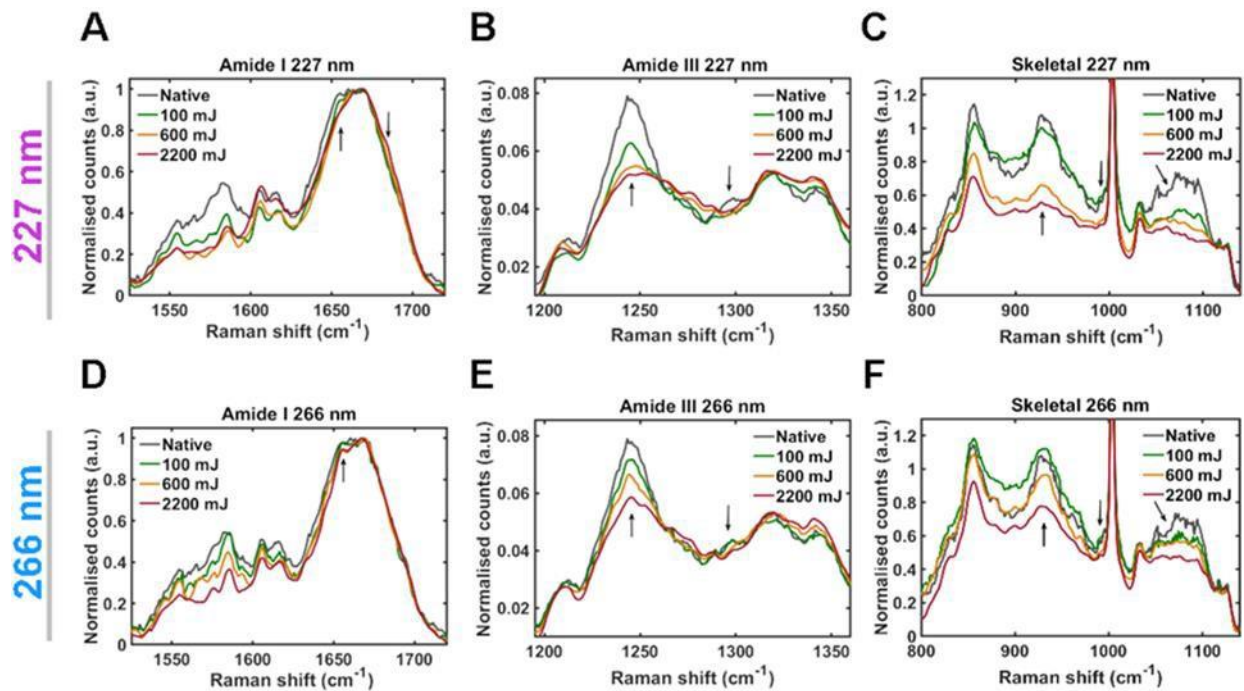 A
Amide I 227 nm
Native
100 mJ
600 mJ
2200 mJ
Normalised counts (a.u.)
1
0.8
0.6
0.4
0.2
0
1550 1600 1650 1700
Raman shift (cm-1)
B
Amide III 227 nm
Native
100 mJ
600 mJ
2200 mJ
Normalised counts (a.u.)
0.08
0.06
0.04
0.02
1200 1250 1300 1350
Raman shift (cm-1)
C
Skeletal 227 nm
Native
100 mJ
600 mJ
2200 mJ
Normalised counts (a.u.)
1.2
1
0.8
0.6
0.4
0.2
0
800 900 1000 1100
Raman shift (cm-1)
227 nm
D
Amide I 266 nm
Native
100 mJ
600 mJ
2200 mJ
Normalised counts (a.u.)
1
0.8
0.6
0.4
0.2
0
1550 1600 1650 1700
Raman shift (cm-1)
E
Amide III 266 nm
Native
100 mJ
600 mJ
2200 mJ
Normalised counts (a.u.)
0.08
0.06
0.04
0.02
1200 1250 1300 1350
Raman shift (cm-1)
F
Skeletal 266 nm
Native
100 mJ
600 mJ
2200 mJ
Normalised counts (a.u.)
1.2
1
0.8
0.6
0.4
0.2
0
800 900 1000 1100
Raman shift (cm-1)
266 nm